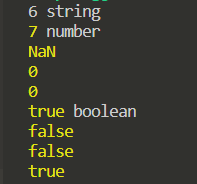 6 string
7 number
NaN
0
0
true boolean
false
false
true